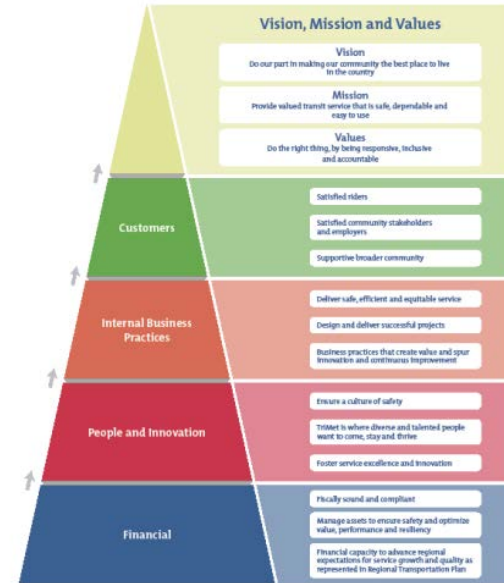 Vision, Mission and Values
Vision
Do our part in making our community the best place to live
in the country
Mission
Provide valued transit service that is safe, dependable and
easy to use
Values
Do the right thing, by being responsive, inclusive
and accountable
Customers
Satisfied riders
Satisfied community stakeholders
and employers
Supportive broader community
Internal Business
Practices
Deliver safe, efficient and equitable service
Design and deliver successful projects
Business practices that create value and spur
innovation and continuous improvement
People and Innovation
Ensure a culture of safety
TriMet is where diverse and talented people
want to come, stay and thrive
Foster service excellence and innovation
Financial
Fiscally sound and compliant
Manage assets to ensure safety and optimize
value, performance and resiliency
Financial capacity to advance regional
expectations for service growth and quality as
represented in Regional Transportation Plan